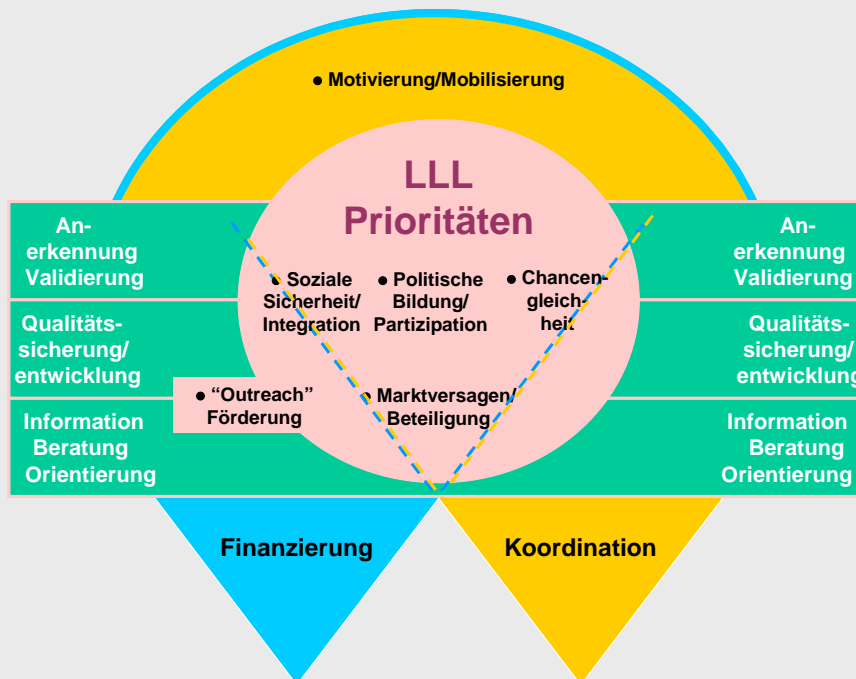 • Motivierung/Mobilisierung
LLL
Prioritäten
An-
erkennung
Validierung
• Soziale
Sicherheit/
Integration
• Politische
Bildung/
Partizipation
• Chancen-
gleich-
heit
An-
erkennung
Validierung
Qualitäts-
sicherung/
entwicklung
Qualitäts-
sicherung/
entwicklung
• “Outreach”
Förderung
• Marktversagen/
Beteiligung
Information
Beratung
Orientierung
Information
Beratung
Orientierung
Finanzierung
Koordination